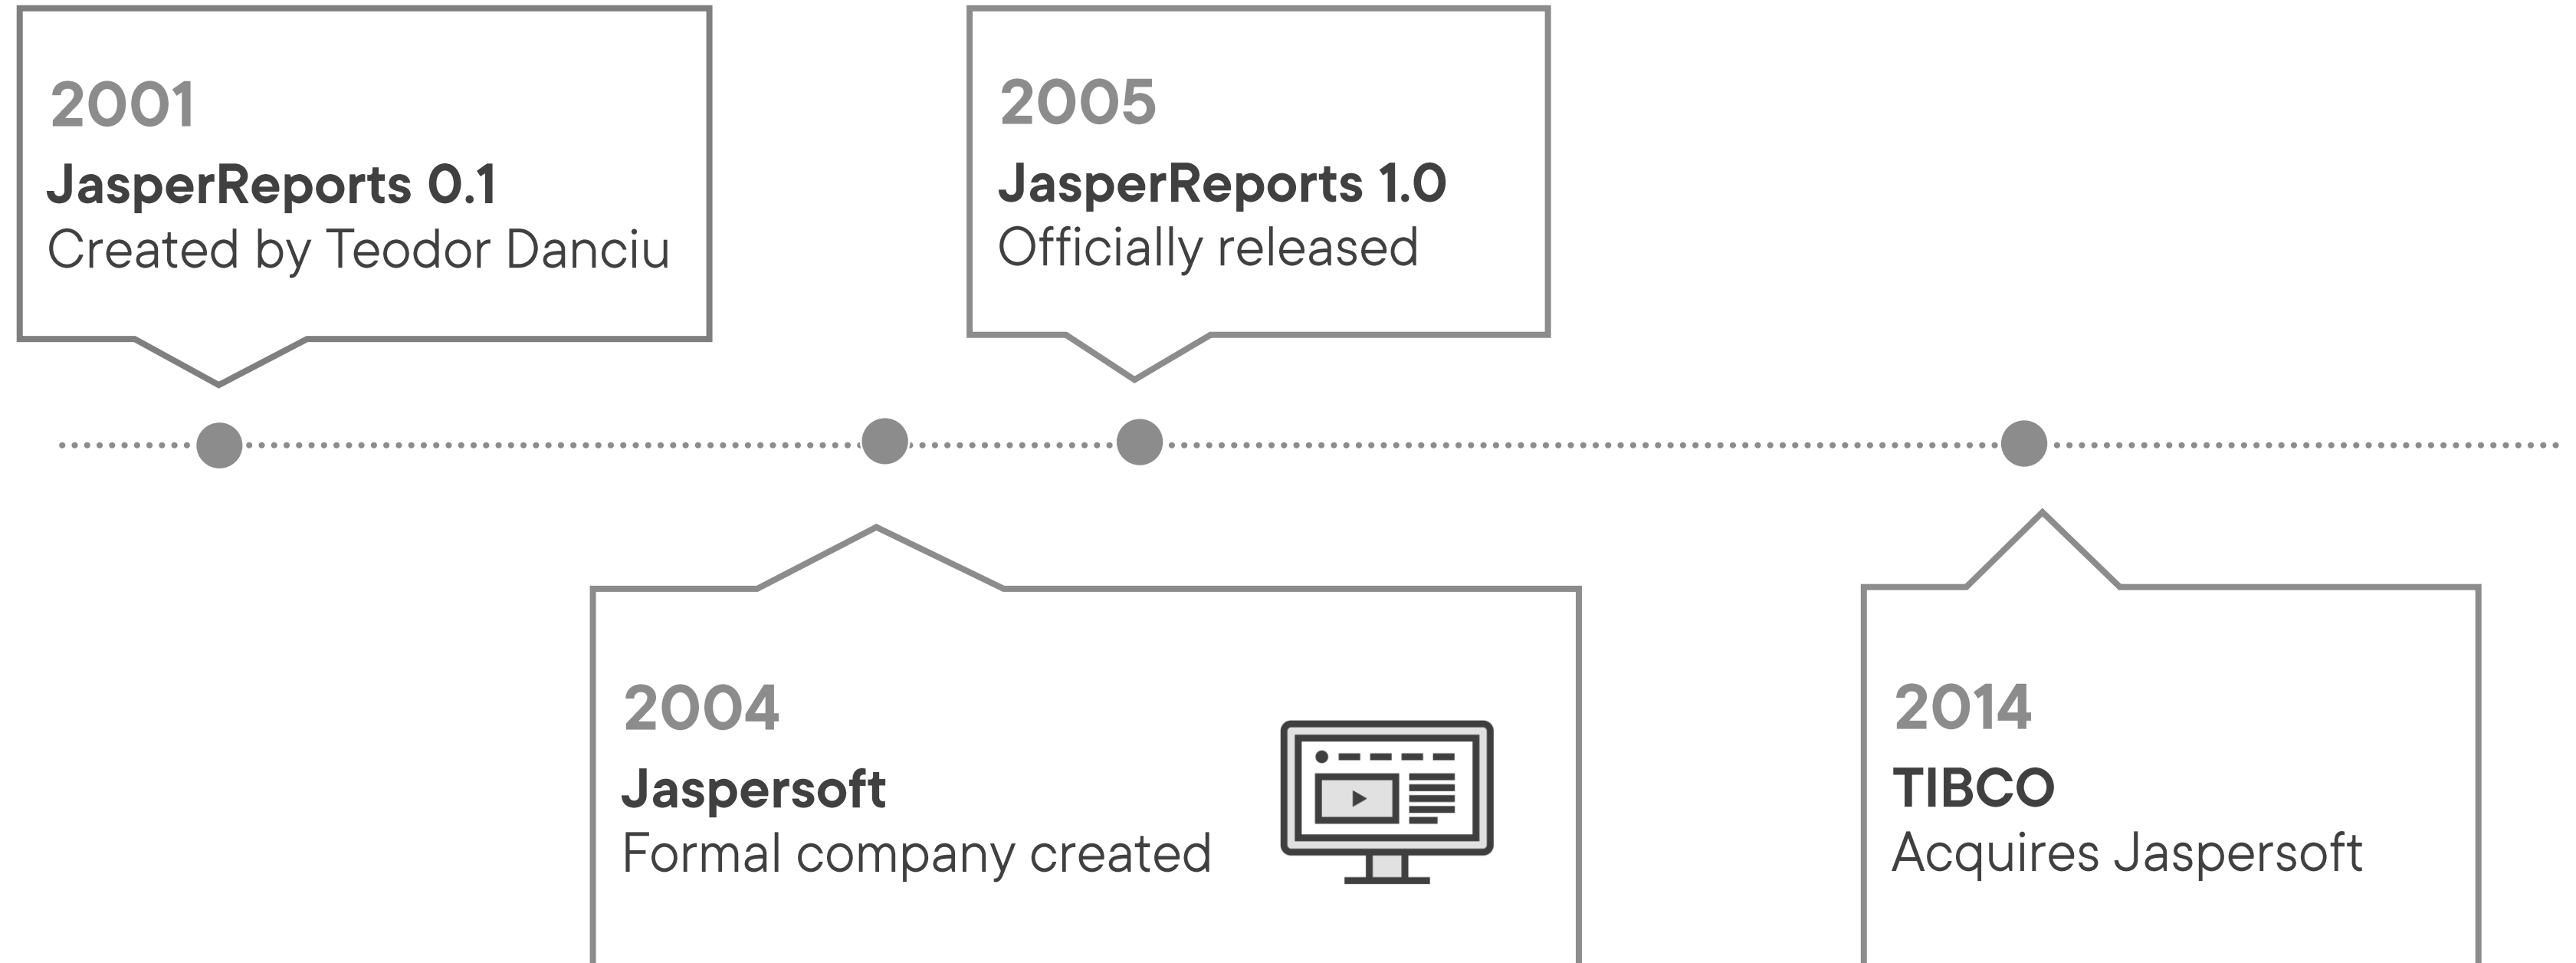 2001
JasperReports 0.1
Created by Teodor Danciu
2005
JasperReports 1.0
Officially released
2004
Jaspersoft
Formal company created
2014
TIBCO
Acquires Jaspersoft